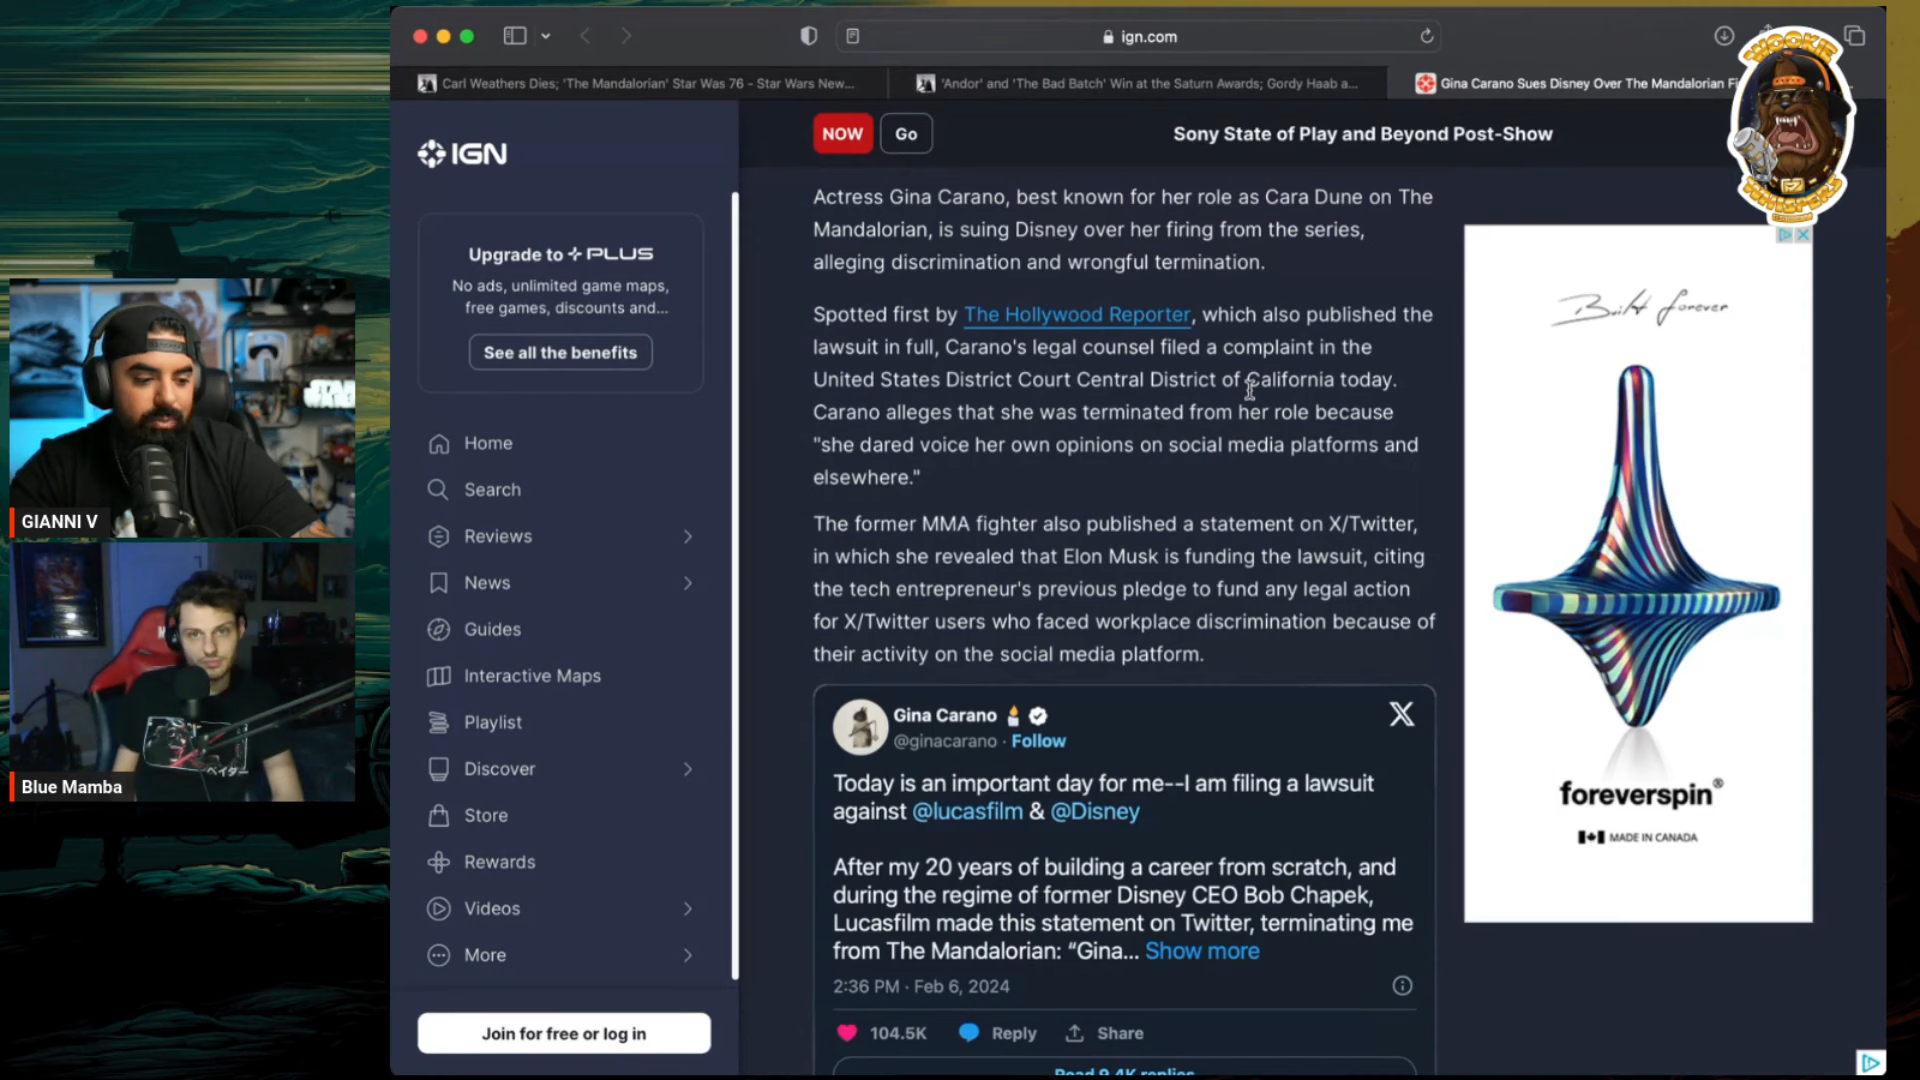 ign.com
Carl Weathers Dies; 'The Mandalorian' Star Was 76 - Star Wars New...
'Andor' and 'The Bad Batch' Win at the Saturn Awards; Gordy Haab a...
Gina Carano Sues Disney Over The Mandalorian Fi
WOOKIE
WHISPERS
IGN
NOW
Go
Sony State of Play and Beyond Post-Show
Upgrade to PLUS
No ads, unlimited game maps,
free games, discounts and...
See all the benefits
Home
Search
Reviews
News
Guides
Interactive Maps
Playlist
Discover
Store
Rewards
Videos
More
Join for free or log in
Actress Gina Carano, best known for her role as Cara Dune on The
Mandalorian, is suing Disney over her firing from the series,
alleging discrimination and wrongful termination.
Spotted first by The Hollywood Reporter, which also published the
lawsuit in full, Carano's legal counsel filed a complaint in the
United States District Court Central District of California today.
Carano alleges that she was terminated from her role because
"she dared voice her own opinions on social media platforms and
elsewhere."
The former MMA fighter also published a statement on X/Twitter,
in which she revealed that Elon Musk is funding the lawsuit, citing
the tech entrepreneur's previous pledge to fund any legal action
for X/Twitter users who faced workplace discrimination because of
their activity on the social media platform.
Gina Carano
@ginacarano · Follow
Today is an important day for me--I am filing a lawsuit
against @lucasfilm & @Disney
After my 20 years of building a career from scratch, and
during the regime of former Disney CEO Bob Chapek,
Lucasfilm made this statement on Twitter, terminating me
from The Mandalorian: “Gina... Show more
2:36 PM · Feb 6, 2024
104.5K
Reply
Share
Read 9.4K replies
Built forever
foreverspin®
MADE IN CANADA
STAR
GIANNI V
ベイダー
Blue Mamba